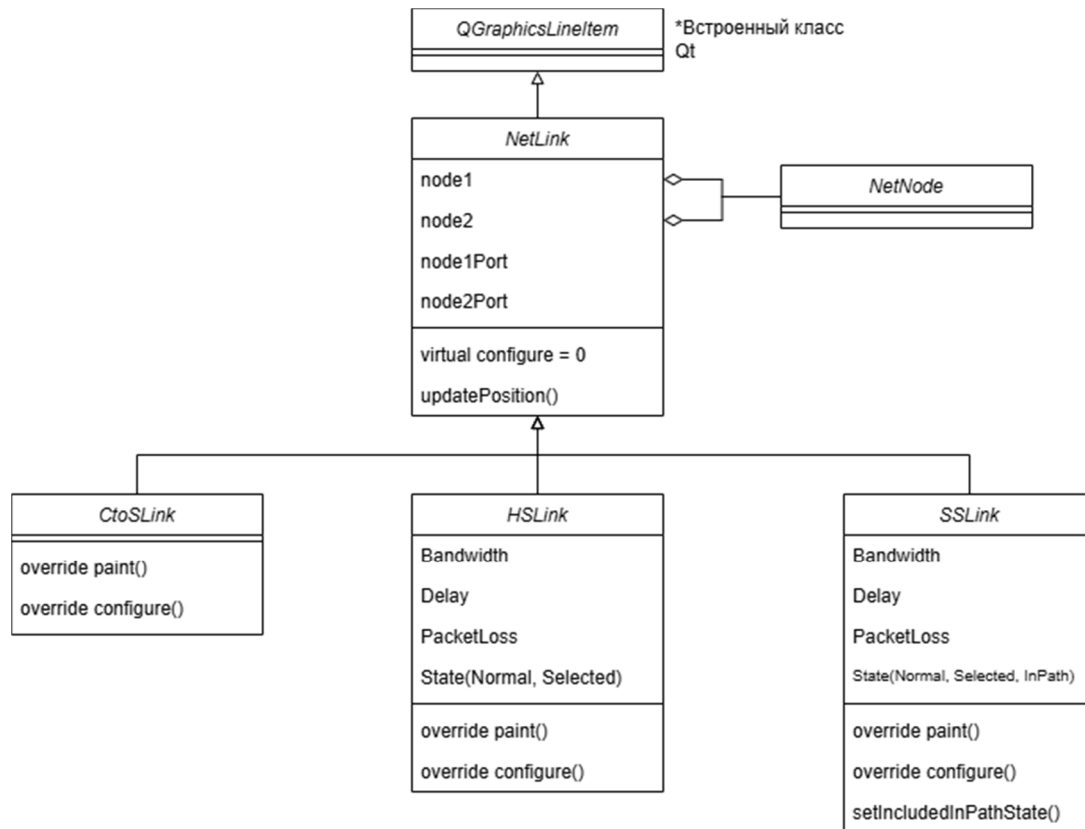 QGraphicsLineItem
*Встроенный класс
Qt
NetLink
node1
node2
node1Port
node2Port
virtual configure = 0
updatePosition()
NetNode
CtoSLink
override paint()
override configure()
HSLink
Bandwidth
Delay
PacketLoss
State(Normal, Selected)
override paint()
override configure()
SSLink
Bandwidth
Delay
PacketLoss
State(Normal, Selected, InPath)
override paint()
override configure()
setIncludedInPathState()